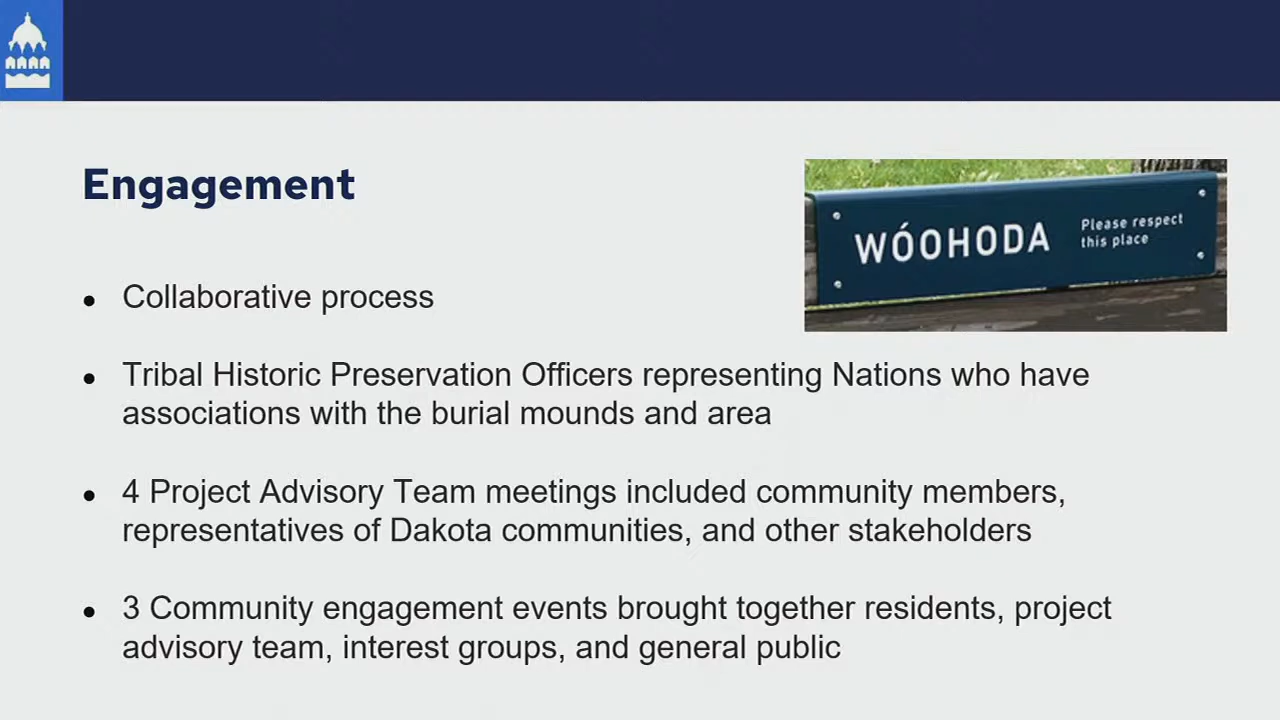 Engagement
WÓOHODA
Please respect
this place
• Collaborative process
• Tribal Historic Preservation Officers representing Nations who have
associations with the burial mounds and area
• 4 Project Advisory Team meetings included community members,
representatives of Dakota communities, and other stakeholders
• 3 Community engagement events brought together residents, project
advisory team, interest groups, and general public